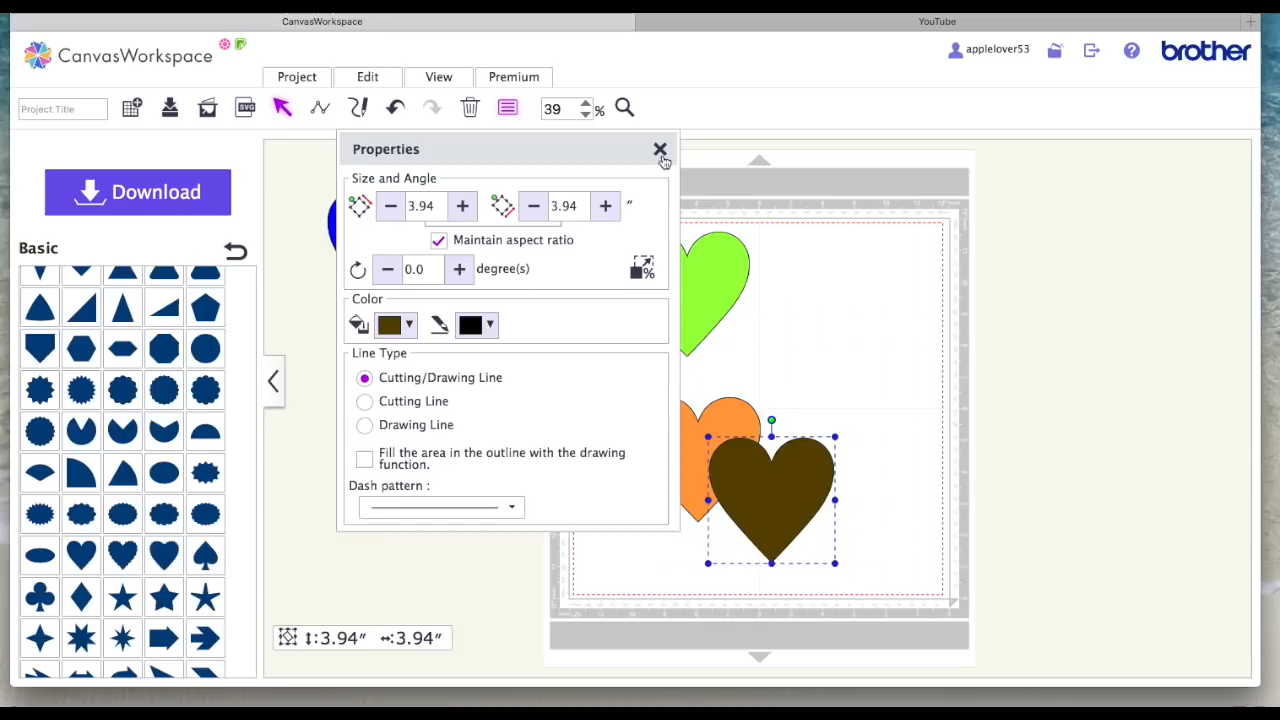 CanvasWorkspace
YouTube
CanvasWorkspace
applelover53
?
brother
Project
Edit
View
Premium
Project Title
SVG
39
%
Download
Basic
Properties
Size and Angle
3.94
3.94
″
Maintain aspect ratio
0.0
degree(s)
%
Color
Line Type
Cutting/Drawing Line
Cutting Line
Drawing Line
Fill the area in the outline with the drawing
function.
Dash pattern :
:3.94″
:3.94″